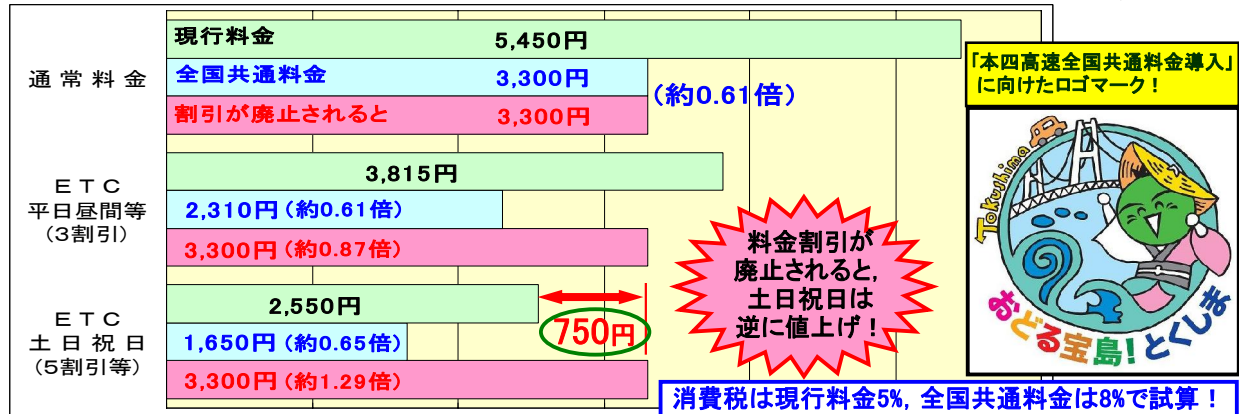 通常料金
現行料金 5,450円
全国共通料金 3,300円
割引が廃止されると 3,300円
(約0.61倍)
ETC
平日昼間等
(3割引)
3,815円
2,310円(約0.61倍)
3,300円(約0.87倍)
ETC
土日祝日
(5割引等)
2,550円
1,650円(約0.65倍)
3,300円(約1.29倍)
750円
料金割引が
廃止されると,
土日祝日は
逆に値上げ!
「本四高速全国共通料金導入」
に向けたロゴマーク!
Tokushima
おどる宝島!とくしま
消費税は現行料金5%,全国共通料金は8%で試算!